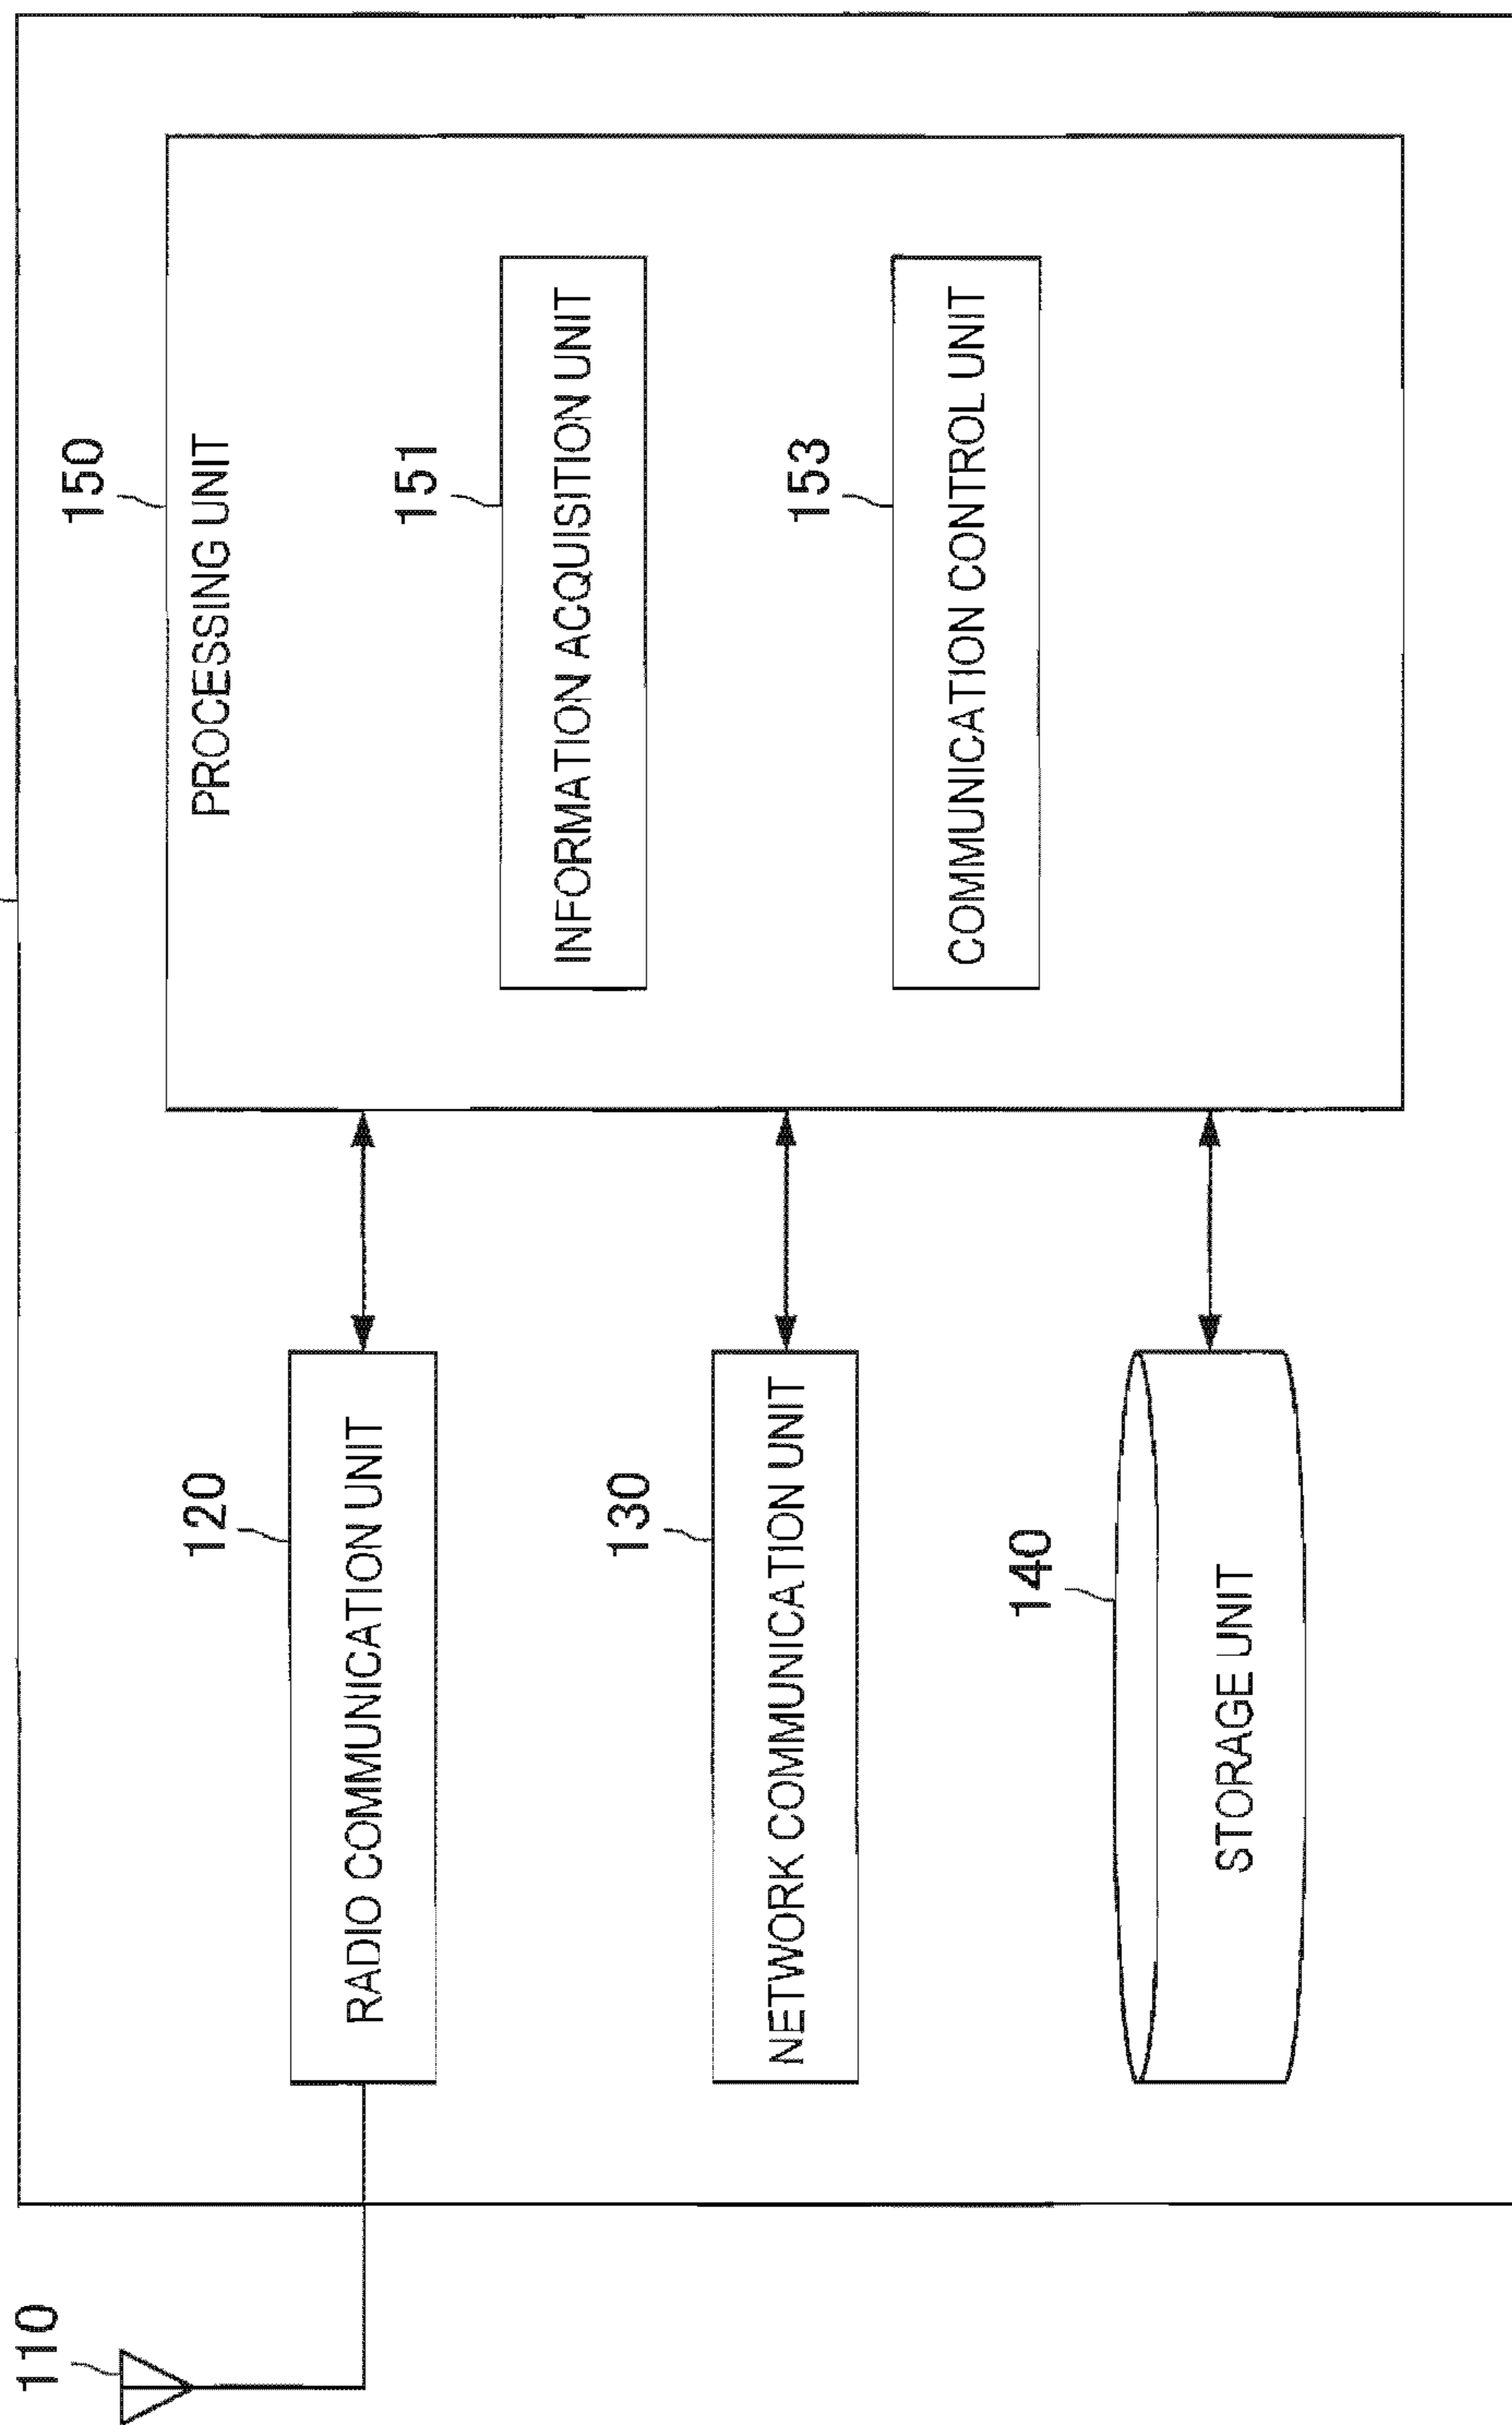 110
120
RADIO COMMUNICATION UNIT
130
NETWORK COMMUNICATION UNIT
140
STORAGE UNIT
150
PROCESSING UNIT
151
INFORMATION ACQUISITION UNIT
153
COMMUNICATION CONTROL UNIT